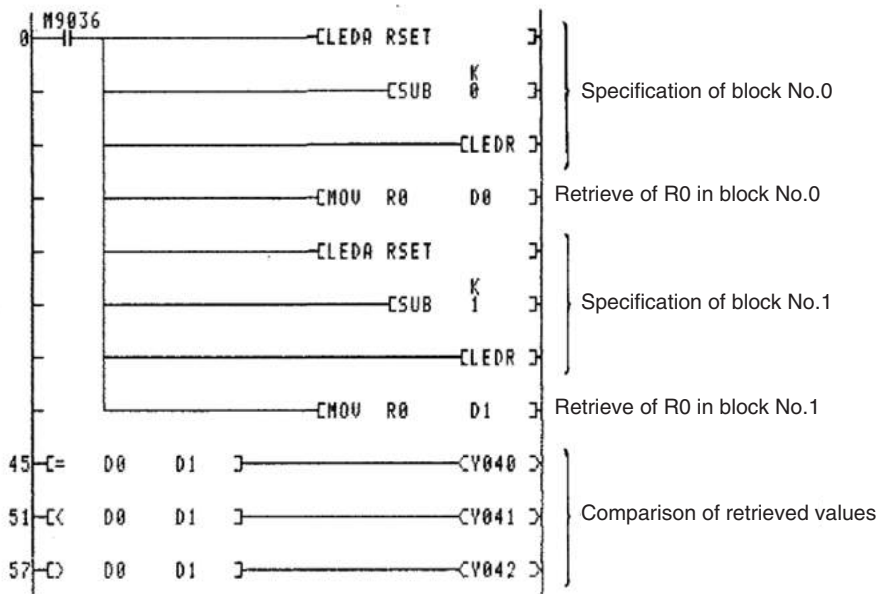 M9036
0 [LEDA RSET ]
K
[SUB 0 ] Specification of block No.0
[LEDR ]
[MOV R0 D0 ] Retrieve of R0 in block No.0
[LEDA RSET ]
K
[SUB 1 ] Specification of block No.1
[LEDR ]
[MOV R0 D1 ] Retrieve of R0 in block No.1
45 [= D0 D1 ] <Y040 >
51 [< D0 D1 ] <Y041 > Comparison of retrieved values
57 [> D0 D1 ] <Y042 >